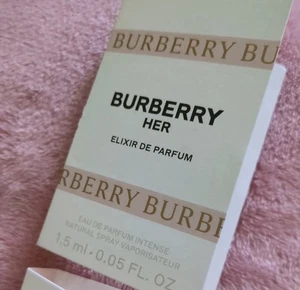 BURBERRY BU
BURBERRY
HER
ELIXIR DE PARFUM
RBERRY BURBE
EAU DE PARFUM INTENSE
NATURAL SPRAY VAPORISATEUR
1.5 ml · 0.05 FL. OZ